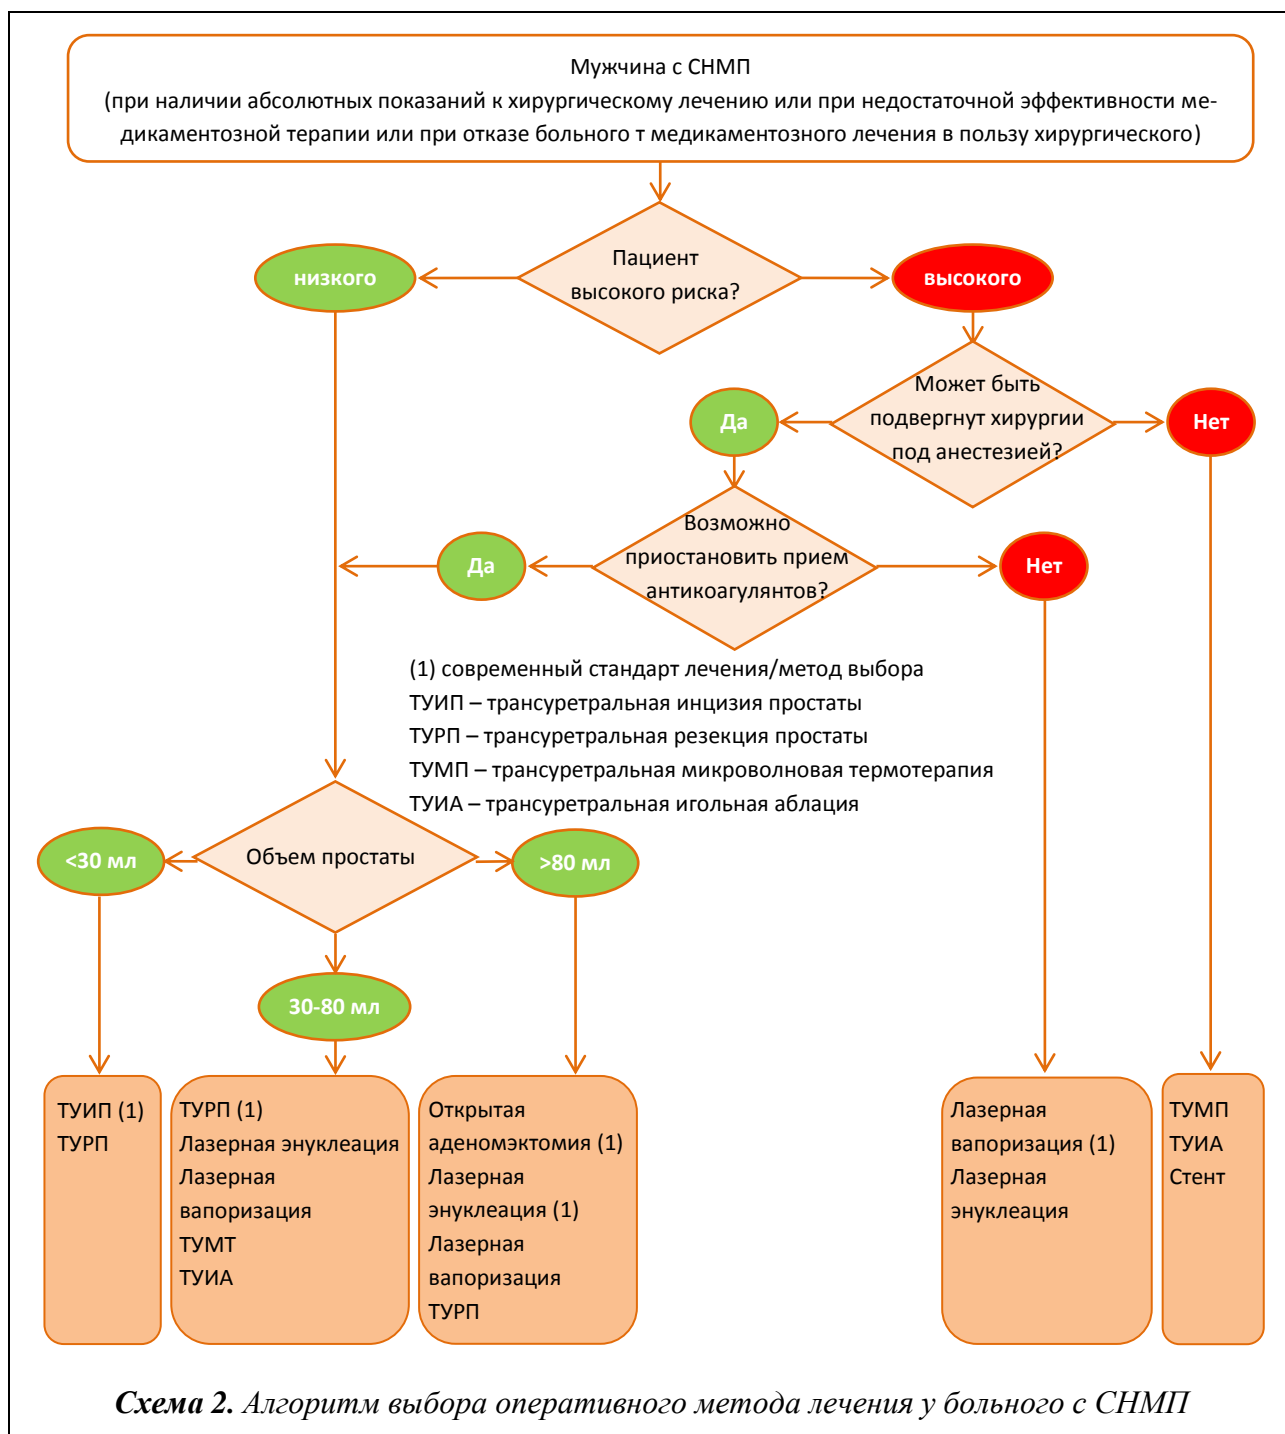 Мужчина с СНМП
(при наличии абсолютных показаний к хирургическому лечению или при недостаточной эффективности ме-
дикаментозной терапии или при отказе больного т медикаментозного лечения в пользу хирургического)
Пациент
высокого риска?
низкого
высокого
Может быть
подвергнут хирургии
под анестезией?
Да
Нет
Возможно
приостановить прием
антикоагулянтов?
Да
Нет
(1) современный стандарт лечения/метод выбора
ТУИП – трансуретральная инцизия простаты
ТУРП – трансуретральная резекция простаты
ТУМП – трансуретральная микроволновая термотерапия
ТУИА – трансуретральная игольная аблация
Объем простаты
<30 мл
>80 мл
30-80 мл
ТУИП (1)
ТУРП
ТУРП (1)
Лазерная энуклеация
Лазерная
вапоризация
ТУМТ
ТУИА
Открытая
аденомэктомия (1)
Лазерная
энуклеация (1)
Лазерная
вапоризация
ТУРП
Лазерная
вапоризация (1)
Лазерная
энуклеация
ТУМП
ТУИА
Стент
Схема 2. Алгоритм выбора оперативного метода лечения у больного с СНМП